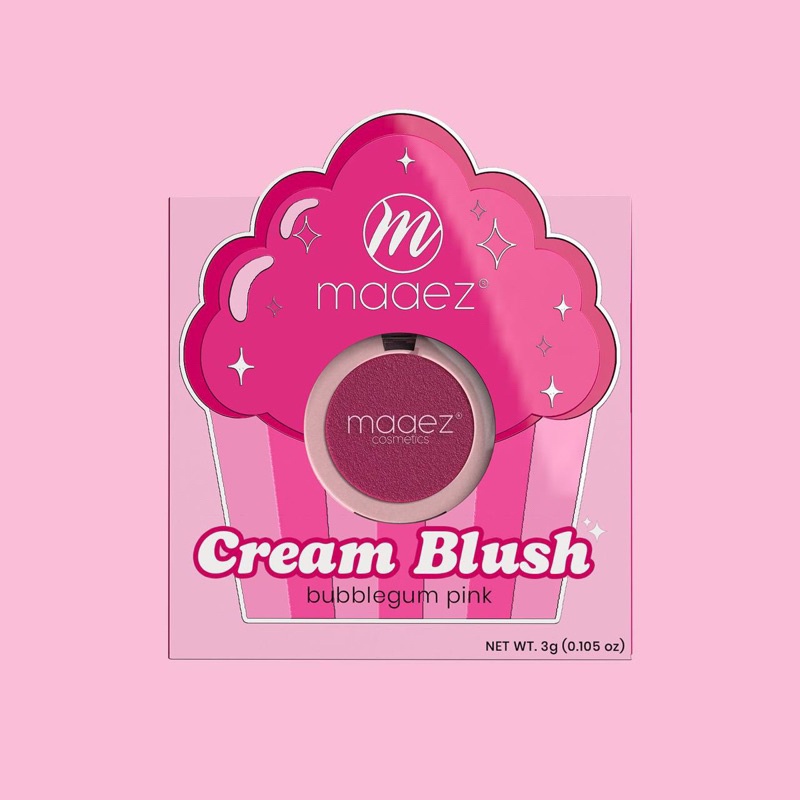 m
maaez©
maaez®
cosmetics
Cream Blush
bubblegum pink
NET WT. 3g (0.105 oz)